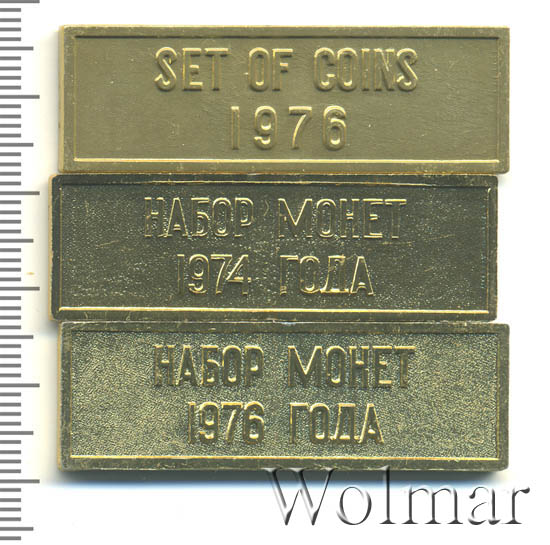 SET OF COINS
1976
НАБОР МОНЕТ
1974 ГОДА
НАБОР МОНЕТ
1976 ГОДА
Wolmar